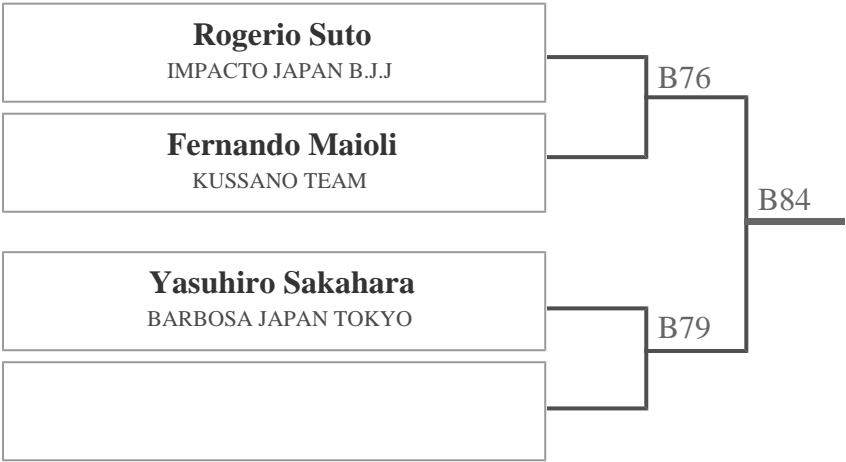 Rogerio Suto
IMPACTO JAPAN B.J.J
B76
Fernando Maioli
KUSSANO TEAM
B84
Yasuhiro Sakahara
BARBOSA JAPAN TOKYO
B79